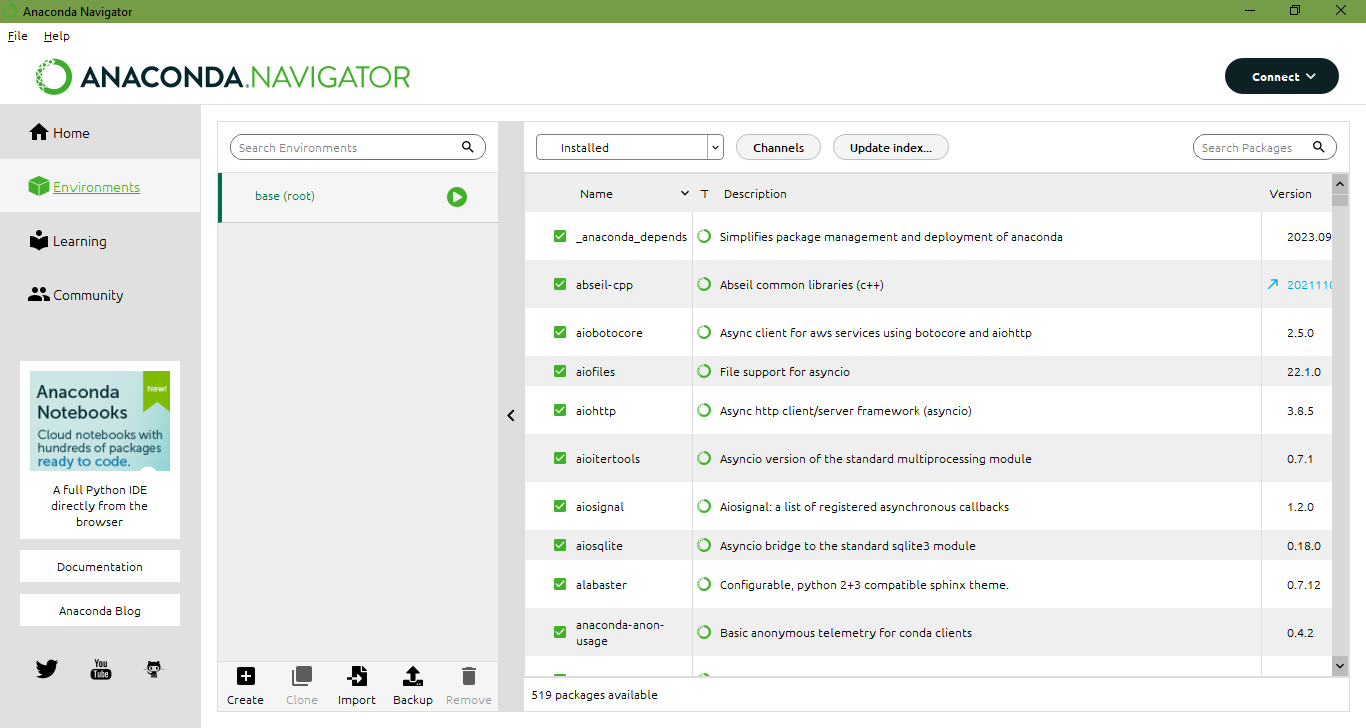 Anaconda Navigator
File Help
ANACONDA.NAVIGATOR
Connect
Home
Environments
Learning
Community
Anaconda
Notebooks
New!
Cloud notebooks with
hundreds of packages
ready to code.
A full Python IDE
directly from the
browser
Documentation
Anaconda Blog
You
Tube
Search Environments
base (root)
Create Clone Import Backup Remove
Installed Channels Update index... Search Packages
Name T Description Version
_anaconda_depends Simplifies package management and deployment of anaconda 2023.09
abseil-cpp Abseil common libraries (c++) 2021110
aiobotocore Async client for aws services using botocore and aiohttp 2.5.0
aiofiles File support for asyncio 22.1.0
aiohttp Async http client/server framework (asyncio) 3.8.5
aioitertools Asyncio version of the standard multiprocessing module 0.7.1
aiosignal Aiosignal: a list of registered asynchronous callbacks 1.2.0
aiosqlite Asyncio bridge to the standard sqlite3 module 0.18.0
alabaster Configurable, python 2+3 compatible sphinx theme. 0.7.12
anaconda-anon-
usage Basic anonymous telemetry for conda clients 0.4.2
519 packages available